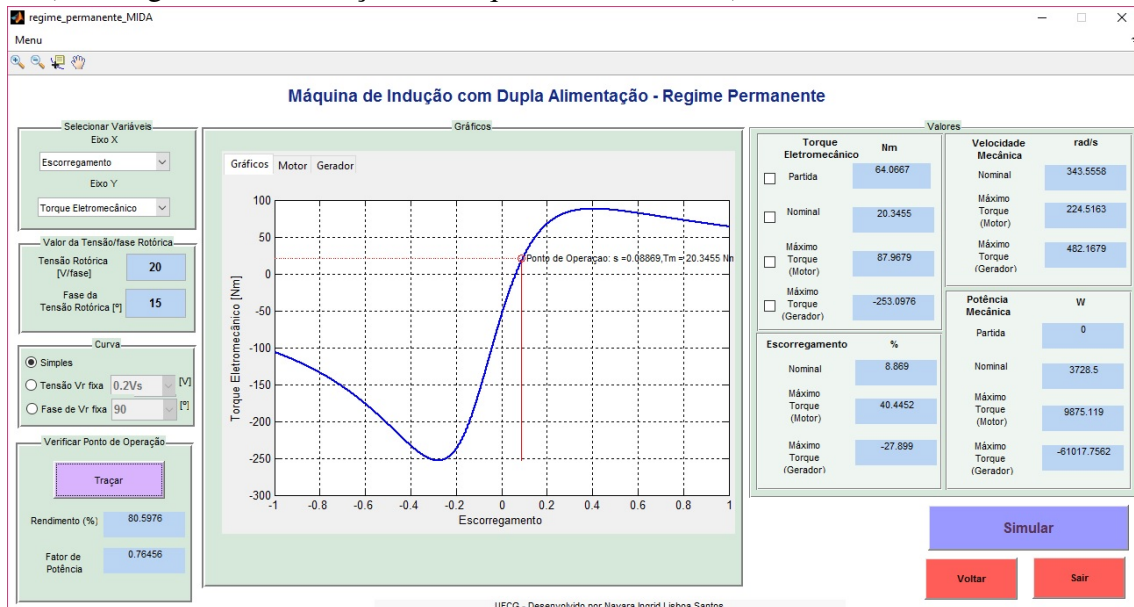 regime_permanente_MIDA
Menu
Máquina de Indução com Dupla Alimentação - Regime Permanente
Selecionar Variáveis
Eixo X
Escorregamento
Eixo Y
Torque Eletromecânico
Valor da Tensão/fase Rotórica
Tensão Rotórica
[V/fase]
20
Fase da
Tensão Rotórica [º]
15
Curva
Simples
Tensão Vr fixa 0.2Vs [V]
Fase de Vr fixa 90 [º]
Verificar Ponto de Operação
Traçar
Rendimento (%) 80.5976
Fator de
Potência
0.76456
Gráficos
Gráficos Motor Gerador
Torque Eletromecânico [Nm]
100
50
0
-50
-100
-150
-200
-250
-300
Ponto de Operaçao: s =0.08869,Tm = 20.3455 Nm
-1 -0.8 -0.6 -0.4 -0.2 0 0.2 0.4 0.6 0.8 1
Escorregamento
Valores
Torque
Eletromecânico
Nm
Partida 64.0667
Nominal 20.3455
Máximo
Torque
(Motor)
87.9679
Máximo
Torque
(Gerador)
-253.0976
Escorregamento %
Nominal 8.869
Máximo
Torque
(Motor)
40.4452
Máximo
Torque
(Gerador)
-27.899
Velocidade
Mecânica
rad/s
Nominal 343.5558
Máximo
Torque
(Motor)
224.5163
Máximo
Torque
(Gerador)
482.1679
Potência
Mecânica
W
Partida 0
Nominal 3728.5
Máximo
Torque
(Motor)
9875.119
Máximo
Torque
(Gerador)
-61017.7562
Simular
Voltar Sair
UFCG - Desenvolvido por Nayara Ingrid Lisboa Santos